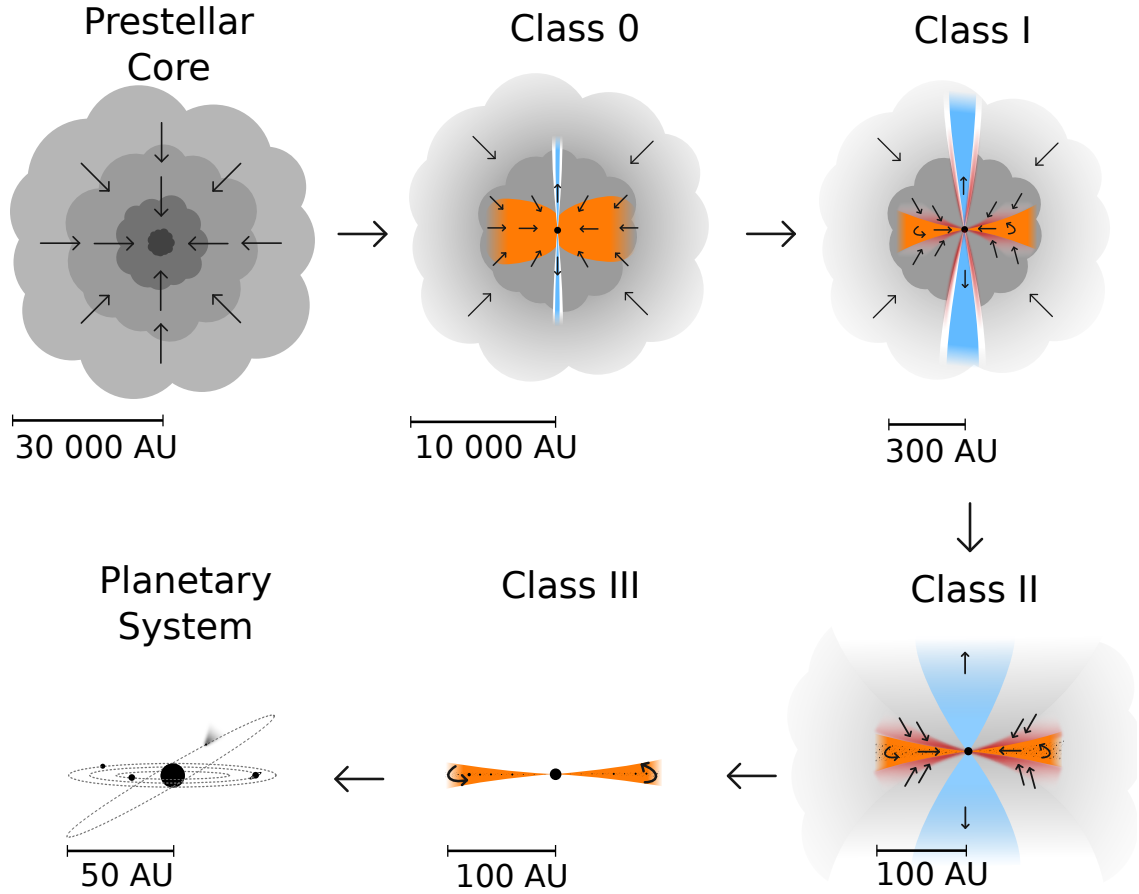 Prestellar
Core
Class 0
Class I
30 000 AU
10 000 AU
300 AU
Planetary
System
Class III
Class II
50 AU
100 AU
100 AU